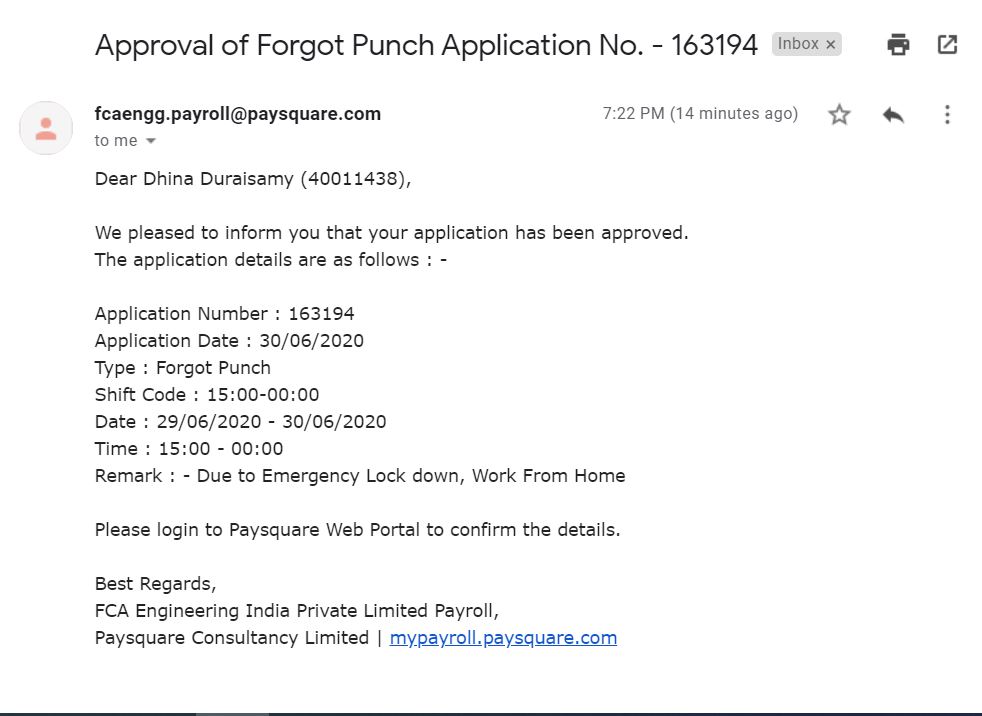 Approval of Forgot Punch Application No. - 163194 Inbox ×
fcaengg.payroll@paysquare.com 7:22 PM (14 minutes ago)
to me
Dear Dhina Duraisamy (40011438),
We pleased to inform you that your application has been approved.
The application details are as follows : -
Application Number : 163194
Application Date : 30/06/2020
Type : Forgot Punch
Shift Code : 15:00-00:00
Date : 29/06/2020 - 30/06/2020
Time : 15:00 - 00:00
Remark : - Due to Emergency Lock down, Work From Home
Please login to Paysquare Web Portal to confirm the details.
Best Regards,
FCA Engineering India Private Limited Payroll,
Paysquare Consultancy Limited | mypayroll.paysquare.com